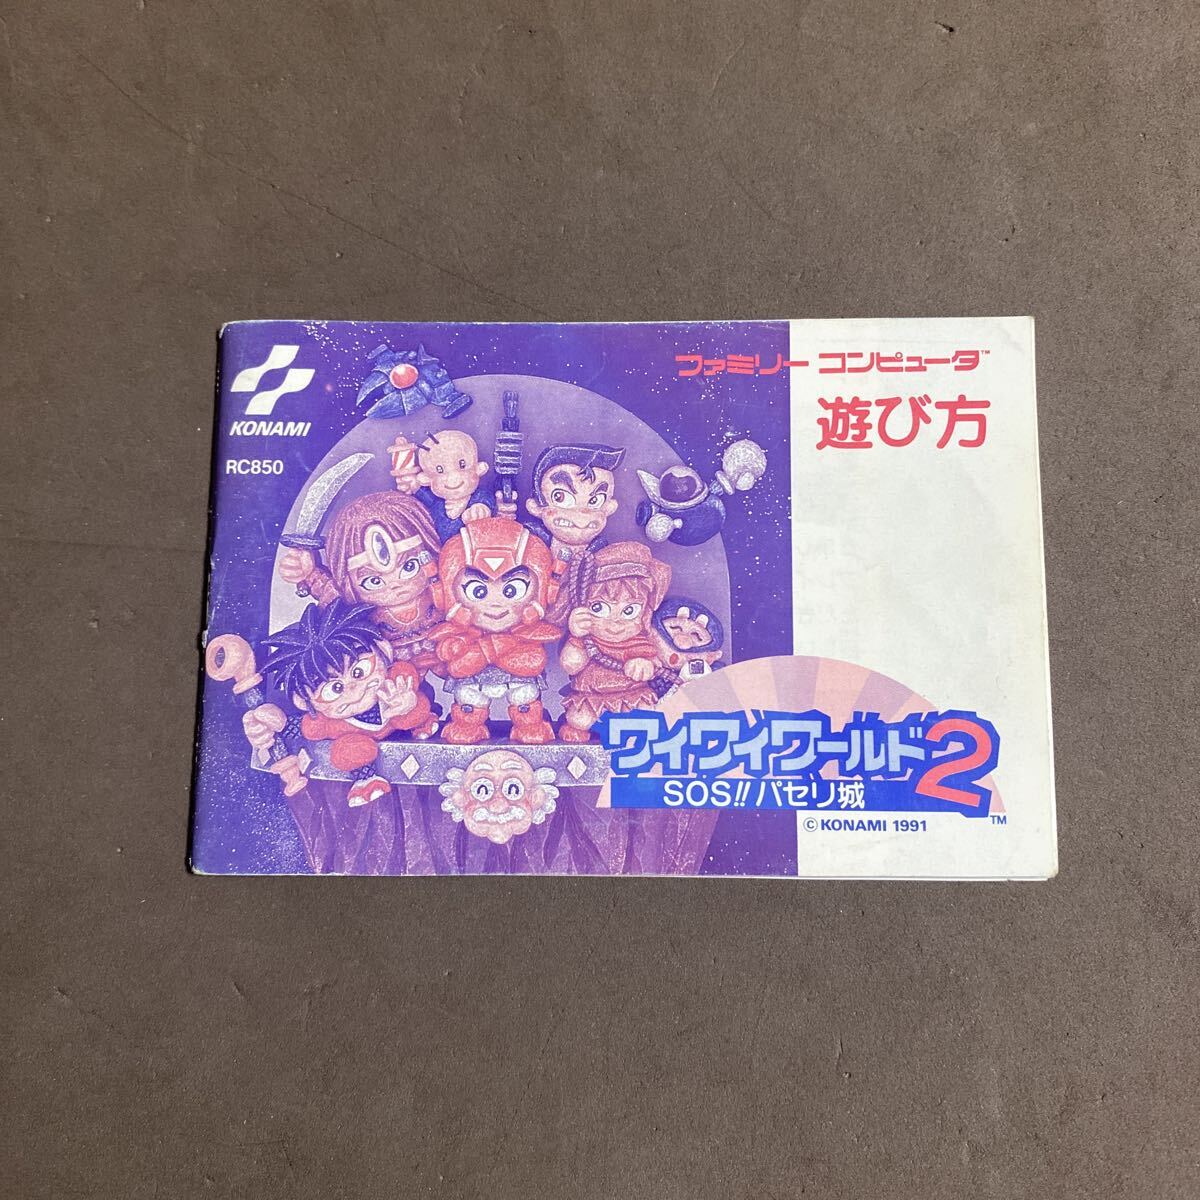 KONAMI
RC850
ファミリー コンピュータ™
遊び方
ワイワイワールド2
SOS!!パセリ城
™
© KONAMI 1991